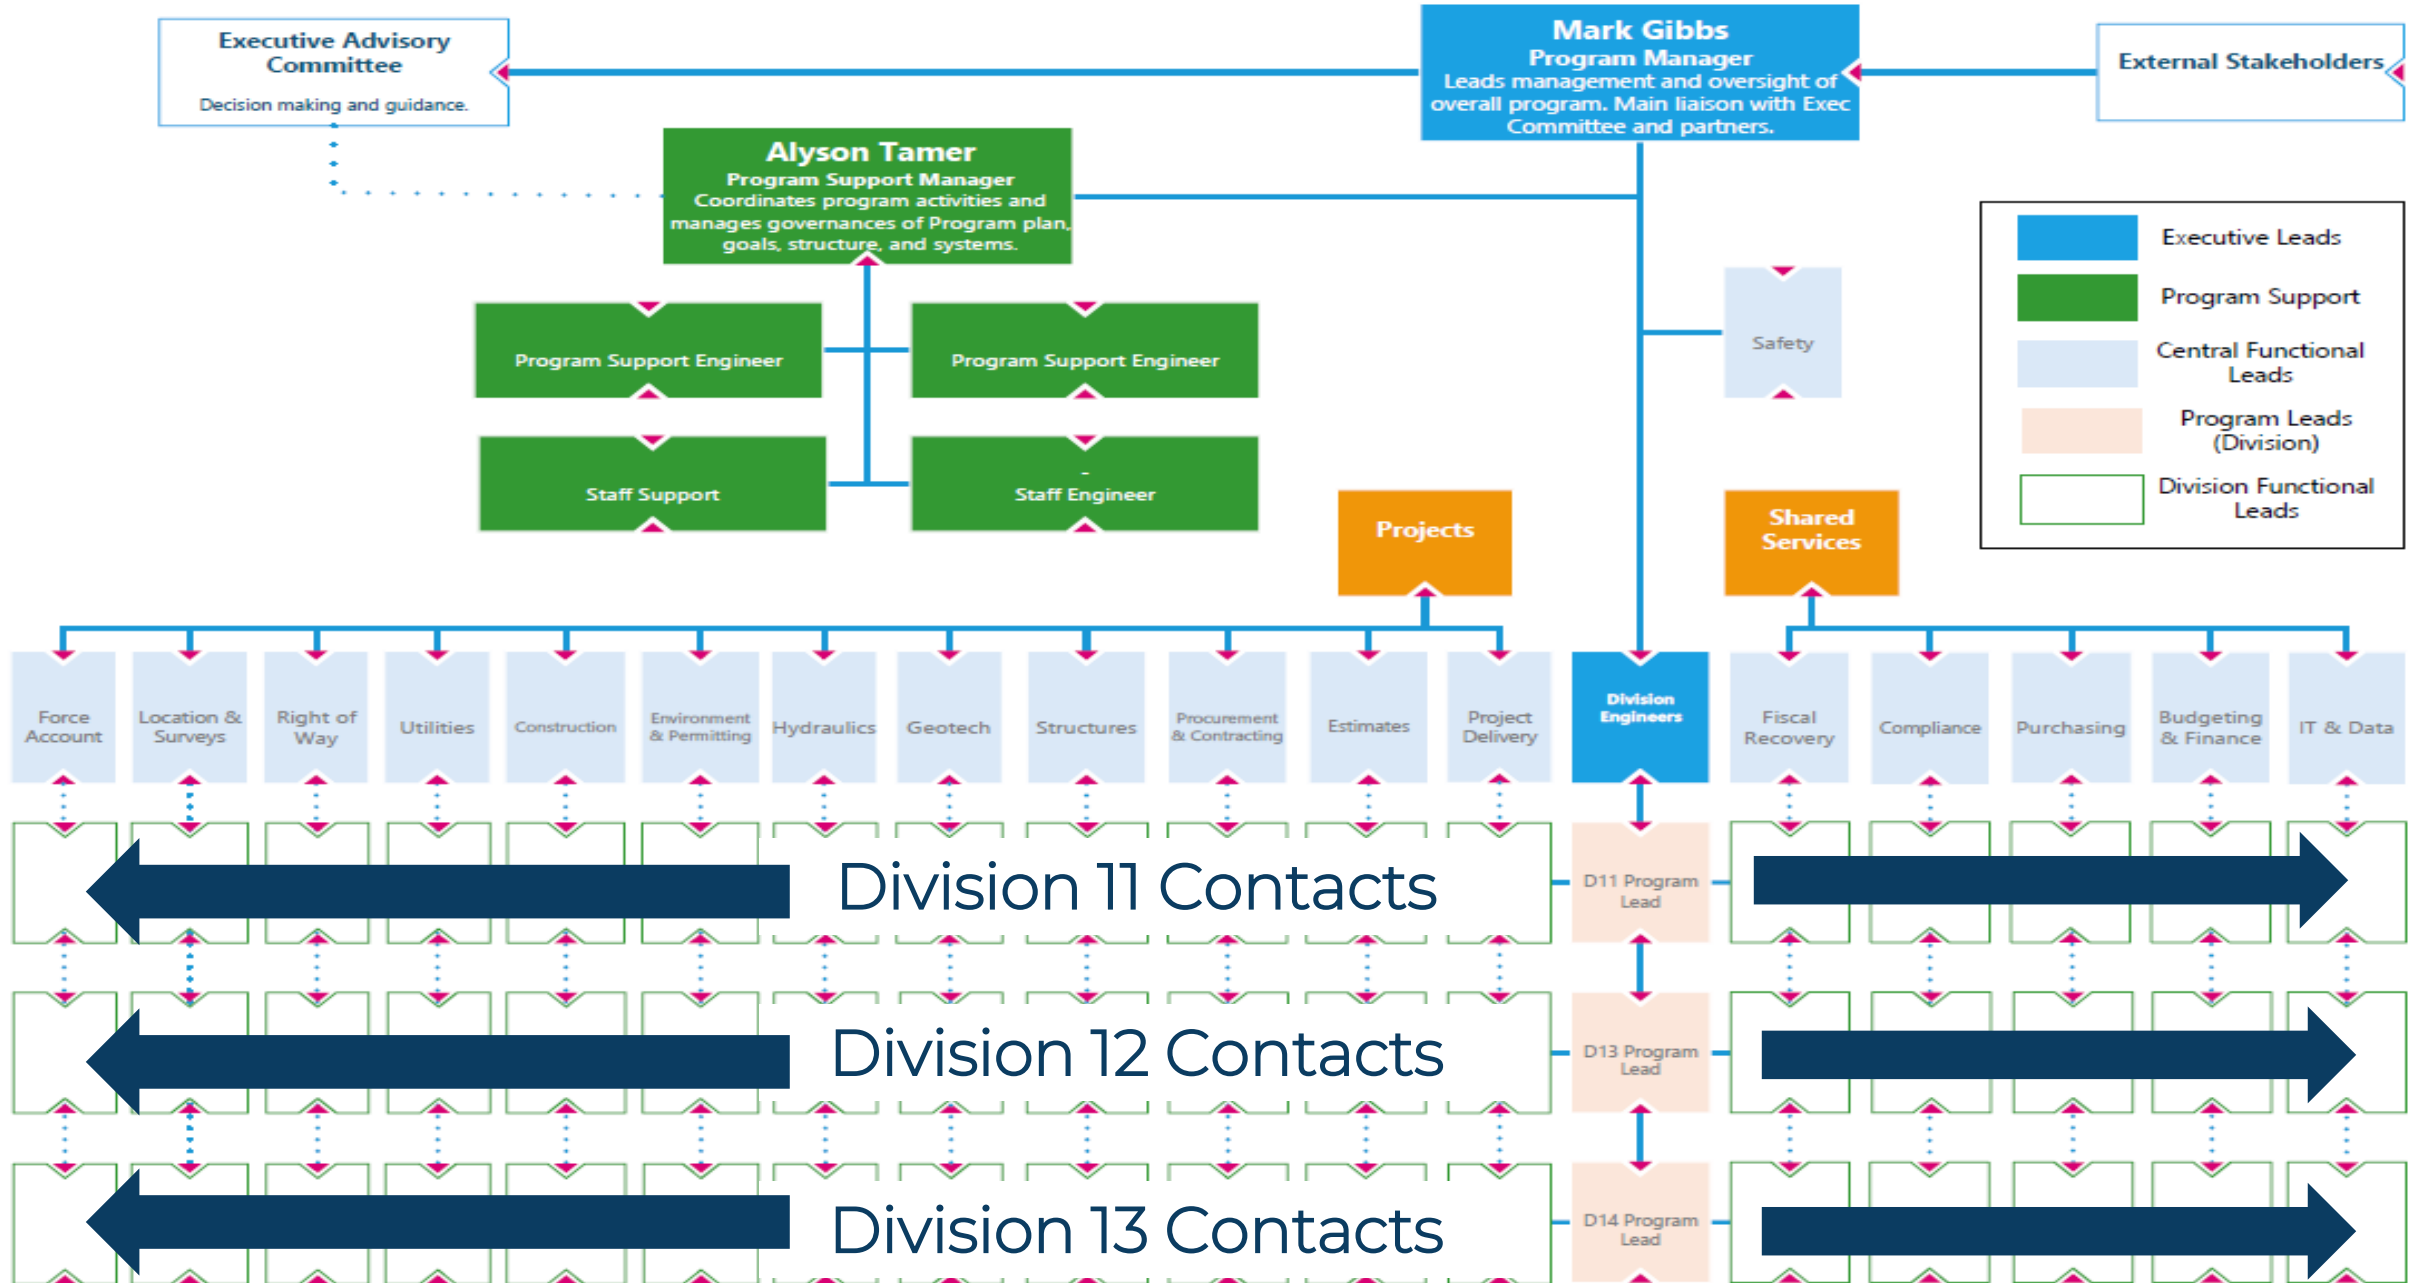 Executive Advisory
Committee
Decision making and guidance.
Mark Gibbs
Program Manager
Leads management and oversight of
overall program. Main liaison with Exec
Committee and partners.
External Stakeholders
Alyson Tamer
Program Support Manager
Coordinates program activities and
manages governances of Program plan,
goals, structure, and systems.
Executive Leads
Program Support
Central Functional
Leads
Program Leads
(Division)
Division Functional
Leads
Safety
Program Support Engineer
Program Support Engineer
Staff Support
-
Staff Engineer
Projects
Shared
Services
Force
Account
Location &
Surveys
Right of
Way
Utilities
Construction
Environment
& Permitting
Hydraulics
Geotech
Structures
Procurement
& Contracting
Estimates
Project
Delivery
Division
Engineers
Fiscal
Recovery
Compliance
Purchasing
Budgeting
& Finance
IT & Data
Division 11 Contacts
D11 Program
Lead
Division 12 Contacts
D13 Program
Lead
Division 13 Contacts
D14 Program
Lead